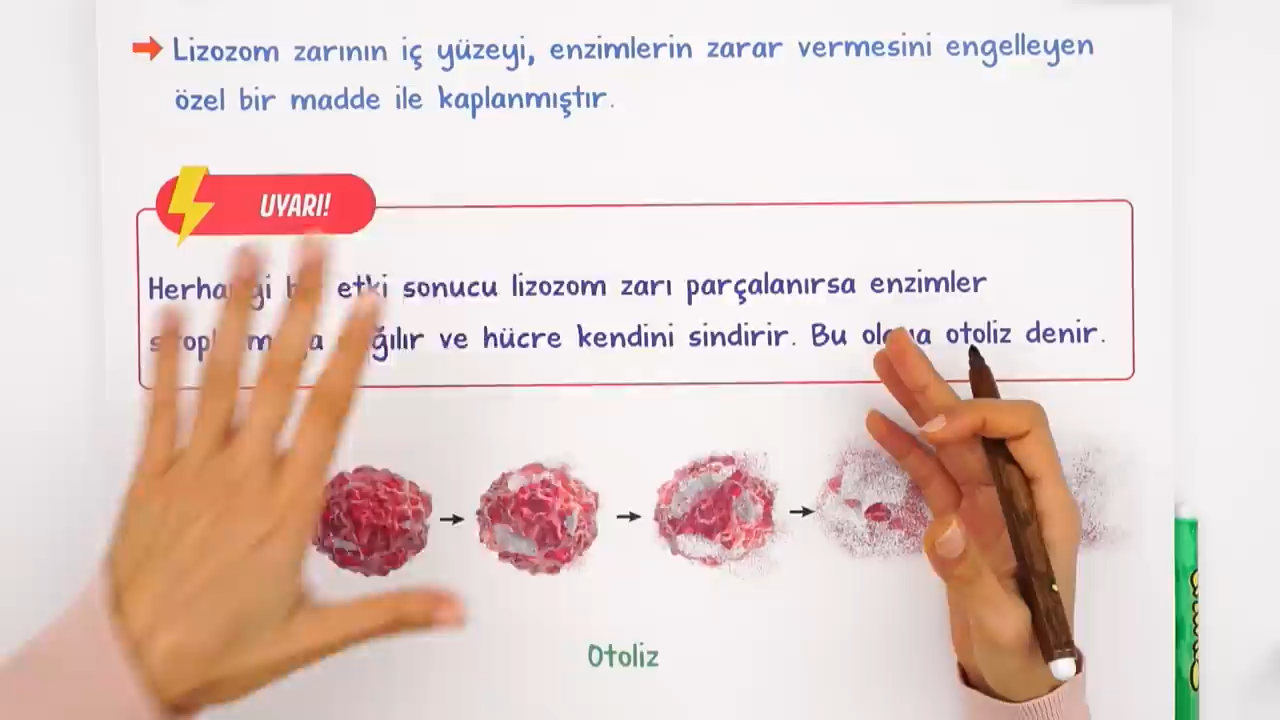 Lizozom zarının iç yüzeyi, enzimlerin zarar vermesini engelleyen
özel bir madde ile kaplanmıştır.
UYARI!
etki sonucu lizozom zarı parçalanırsa enzimler
ve hücre kendini sindirir. Bu otoliz denir.
Otoliz